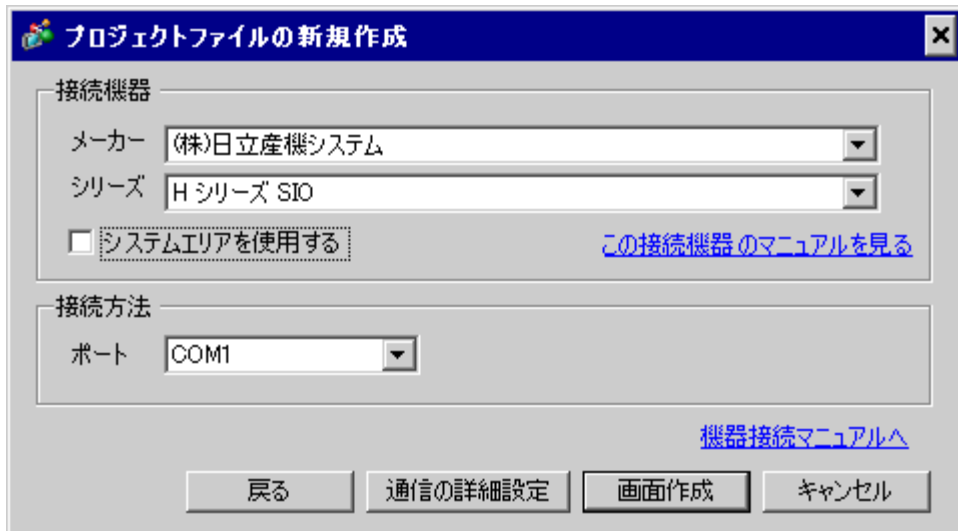 プロジェクトファイルの新規作成
接続機器
メーカー (株)日立産機システム
シリーズ H シリーズ SIO
システムエリアを使用する この接続機器のマニュアルを見る
接続方法
ポート COM1
機器接続マニュアルへ
戻る 通信の詳細設定 画面作成 キャンセル